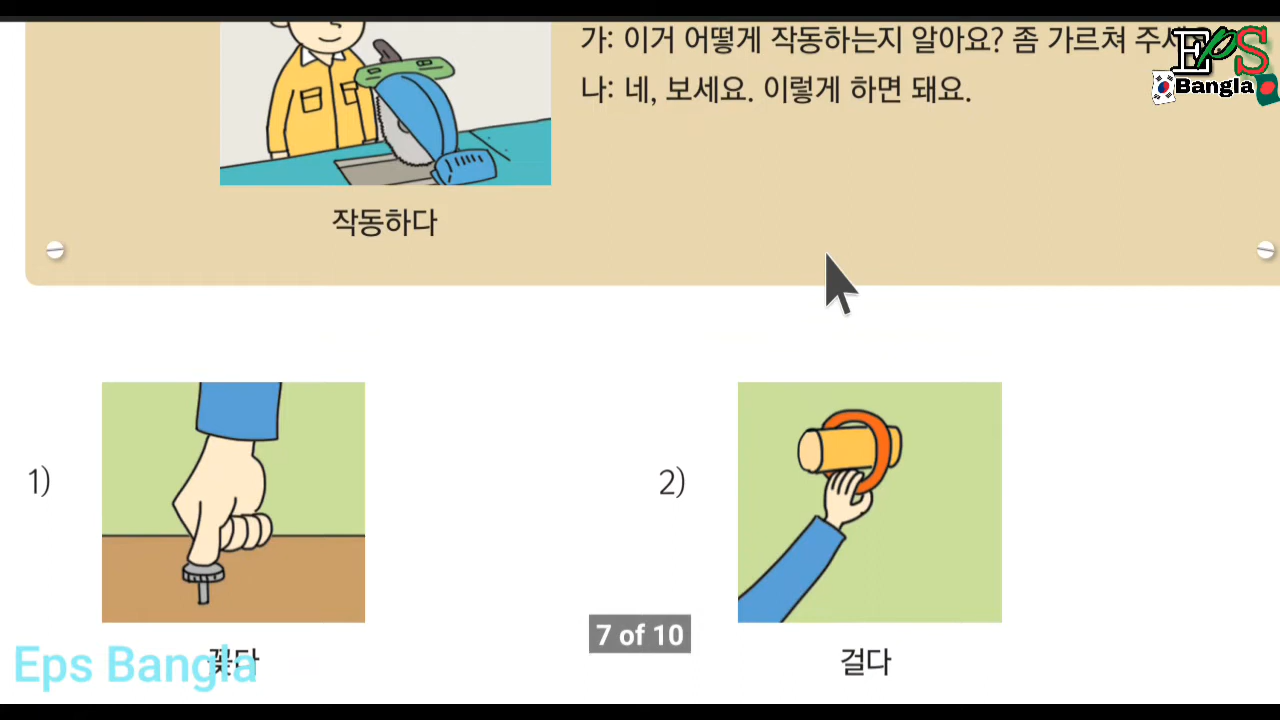 가: 이거 어떻게 작동하는지 알아요? 좀 가르쳐
나: 네, 보세요. 이렇게 하면 돼요.
EPS
Bangla
작동하다
1)
2)
7 of 10
Eps Bangla
걸다